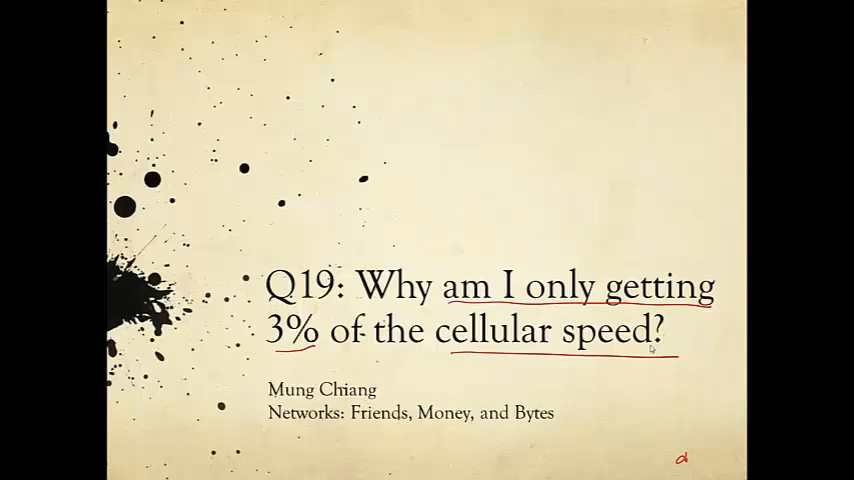 Q19: Why am I only getting
3% of the cellular speed?
Mung Chiang
Networks: Friends, Money, and Bytes